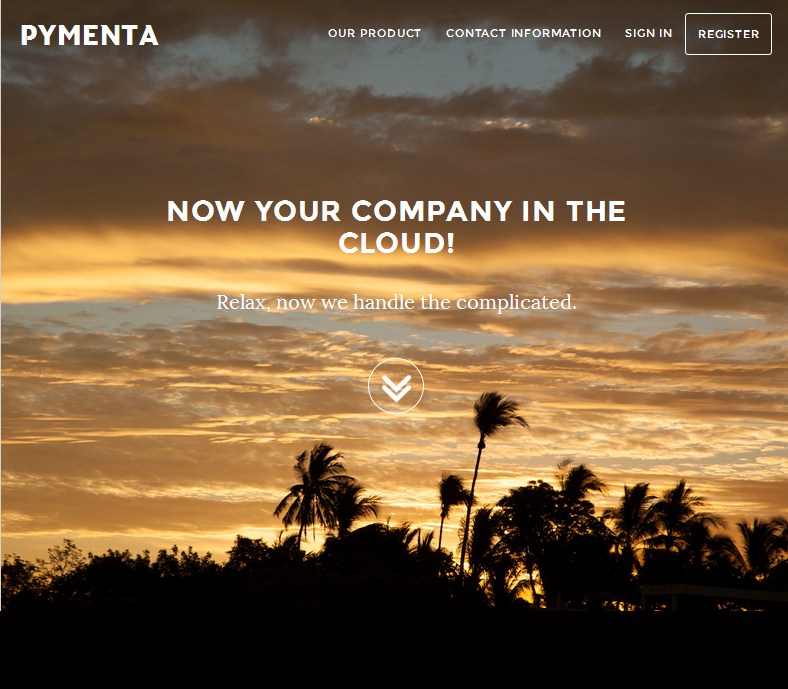 PYMENTA
OUR PRODUCT
CONTACT INFORMATION
SIGN IN
REGISTER
NOW YOUR COMPANY IN THE
CLOUD!
Relax, now we handle the complicated.